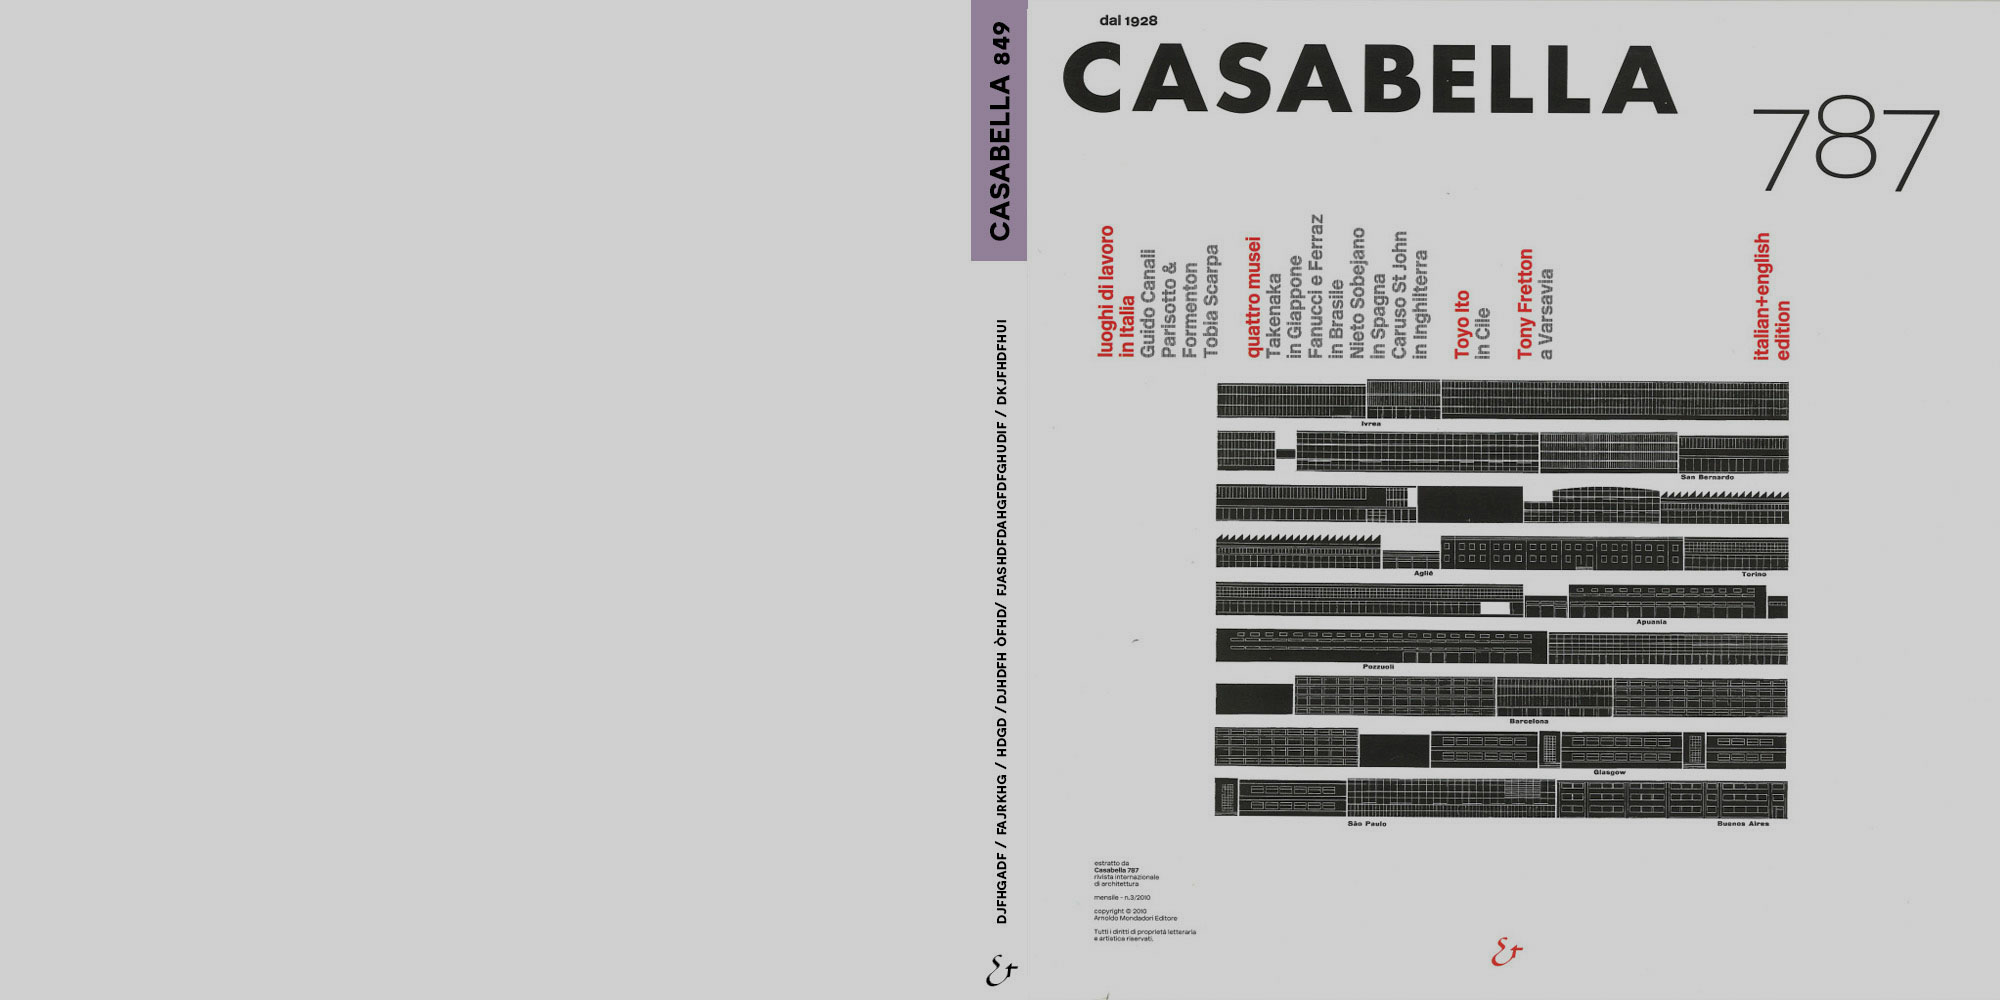 CASABELLA 849
DJFHGADF / FAJRKHG / HDGD / DJHDFH ÒFHD/ FJASHDFDAHGFDFGHUDIF / DKJFHDFHUI
&
dal 1928
CASABELLA
787
luoghi di lavoro
in Italia
Guido Canali
Parisotto &
Formenton
Tobia Scarpa
quattro musei
Takenaka
in Giappone
Fanucci e Ferraz
in Brasile
Nieto Sobejano
in Spagna
Caruso St John
in Inghilterra
Toyo Ito
in Cile
Tony Fretton
a Varsavia
italian+english
edition
Ivrea
San Bernardo
Agliè
Torino
Apuania
Pozzuoli
Barcelona
Glasgow
São Paulo
Buenos Aires
estratto da
Casabella 787
rivista internazionale
di architettura
mensile - n.3/2010
copyright © 2010
Arnoldo Mondadori Editore
Tutti i diritti di proprietà letteraria
e artistica riservati.
&